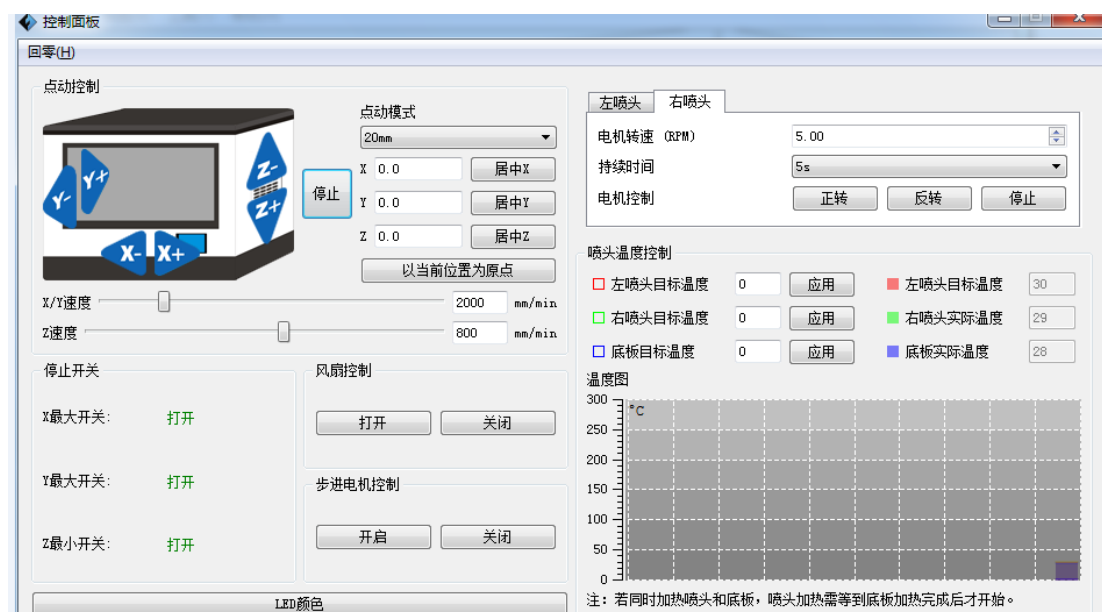 控制面板
回零(H)
点动控制
点动模式
20mm
Y-
Y+
Z-
Z+
X-
X+
停止
X 0.0 居中X
Y 0.0 居中Y
Z 0.0 居中Z
以当前位置为原点
X/Y速度 2000 mm/min
Z速度 800 mm/min
停止开关
X最大开关: 打开
Y最大开关: 打开
Z最小开关: 打开
风扇控制
打开 关闭
步进电机控制
开启 关闭
LED颜色
左喷头 右喷头
电机转速 (RPM) 5.00
持续时间 5s
电机控制 正转 反转 停止
喷头温度控制
左喷头目标温度 0 应用 左喷头目标温度 30
右喷头目标温度 0 应用 右喷头实际温度 29
底板目标温度 0 应用 底板实际温度 28
温度图
°C
300
250
200
150
100
50
0
注: 若同时加热喷头和底板，喷头加热需等到底板加热完成后才开始。